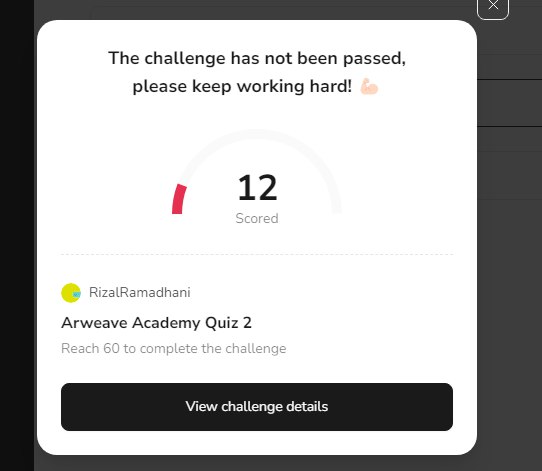 The challenge has not been passed,
please keep working hard! 💪🏻
12
Scored
RizalRamadhani
Arweave Academy Quiz 2
Reach 60 to complete the challenge
View challenge details